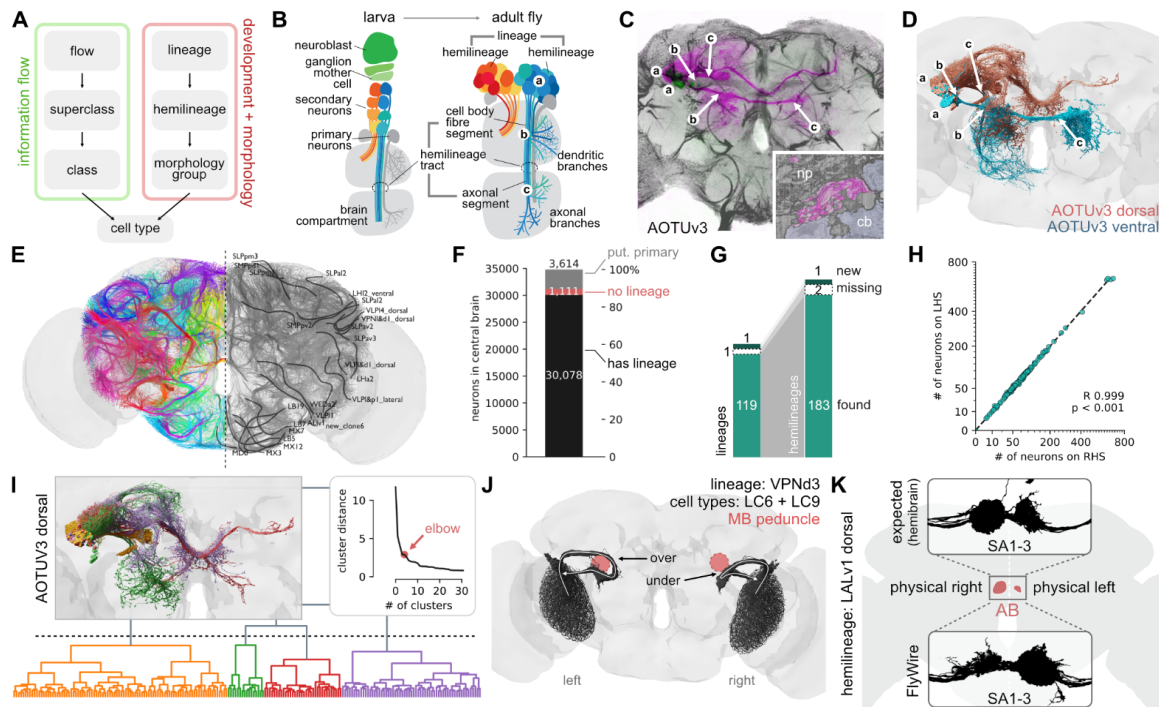 A
information flow
flow
superclass
class
lineage
hemilineage
morphology
group
cell type
development + morphology
B
larva
adult fly
neuroblast
ganglion
mother
cell
secondary
neurons
primary
neurons
brain
compartment
lineage
hemilineage
hemilineage
cell body
fibre
segment
hemilineage
tract
axonal
segment
dendritic
branches
axonal
branches
a
b
c
C
a
a
b
c
b
c
AOTUv3
np
cb
D
a
b
c
a
b
c
AOTUv3 dorsal
AOTUv3 ventral
E
SLPpm3
SLPal2
LHl2_ventral
SLPal2
VLPl4_dorsal
VPNl&d1_dorsal
SMPpv2
SLPav2
SLPav3
VLPl&d1_dorsal
LHa2
VLPl&p1_lateral
LB19
WEDa2
VLPl1
LB7
ALlv1
MX7
new_clone6
LB5
MX12
MD0
MX3
F
neurons in central brain
35000
30000
25000
20000
15000
10000
5000
0
3,614
1,111
30,078
put. primary
100%
no lineage
80
60
has lineage
40
20
0
G
1
new
2
missing
1
1
lineages
119
hemilineages
183
found
H
# of neurons on LHS
800
400
200
50
10
0
R 0.999
p < 0.001
0 10 50 200 400 800
# of neurons on RHS
I
AOTUV3 dorsal
cluster distance
10
5
0
elbow
0 10 20 30
# of clusters
J
lineage: VPNd3
cell types: LC6 + LC9
MB peduncle
over
under
left
right
K
hemilineage: LALv1 dorsal
expected
(hemibrain)
SA1-3
physical right
physical left
AB
FlyWire
SA1-3